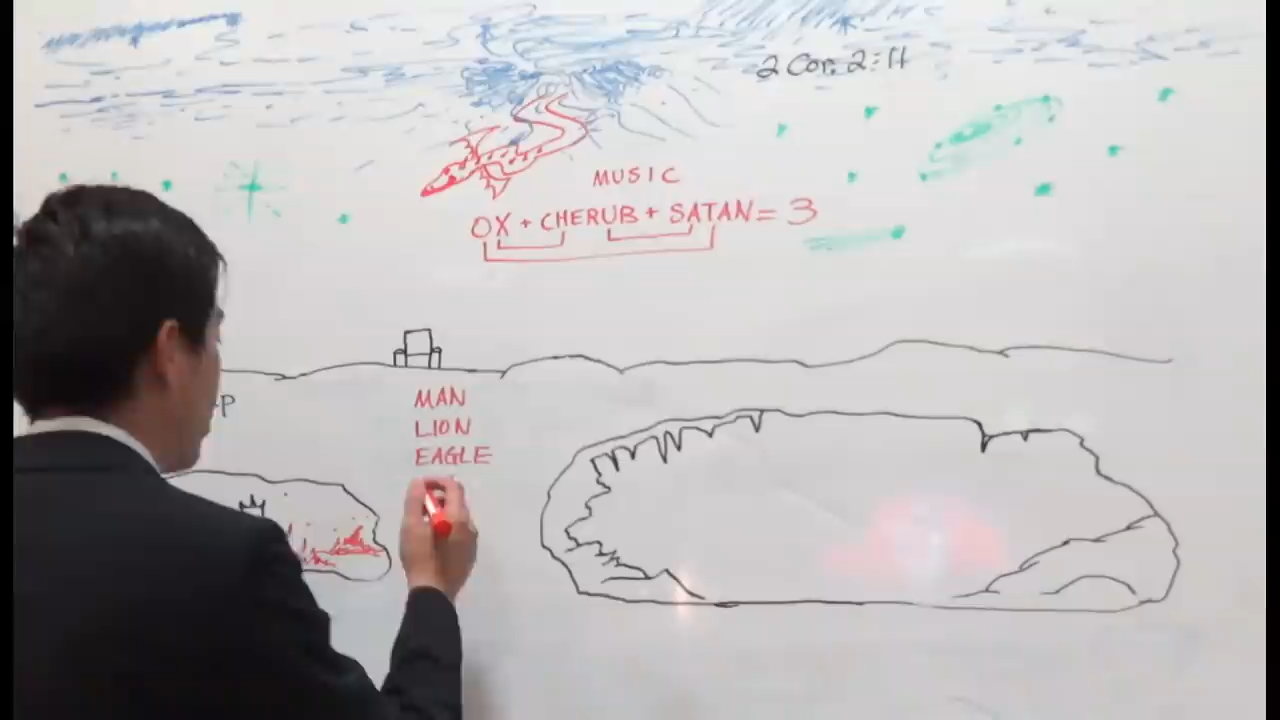 2 Cor. 2:11
MUSIC
OX + CHERUB + SATAN = 3
MAN
LION
EAGLE